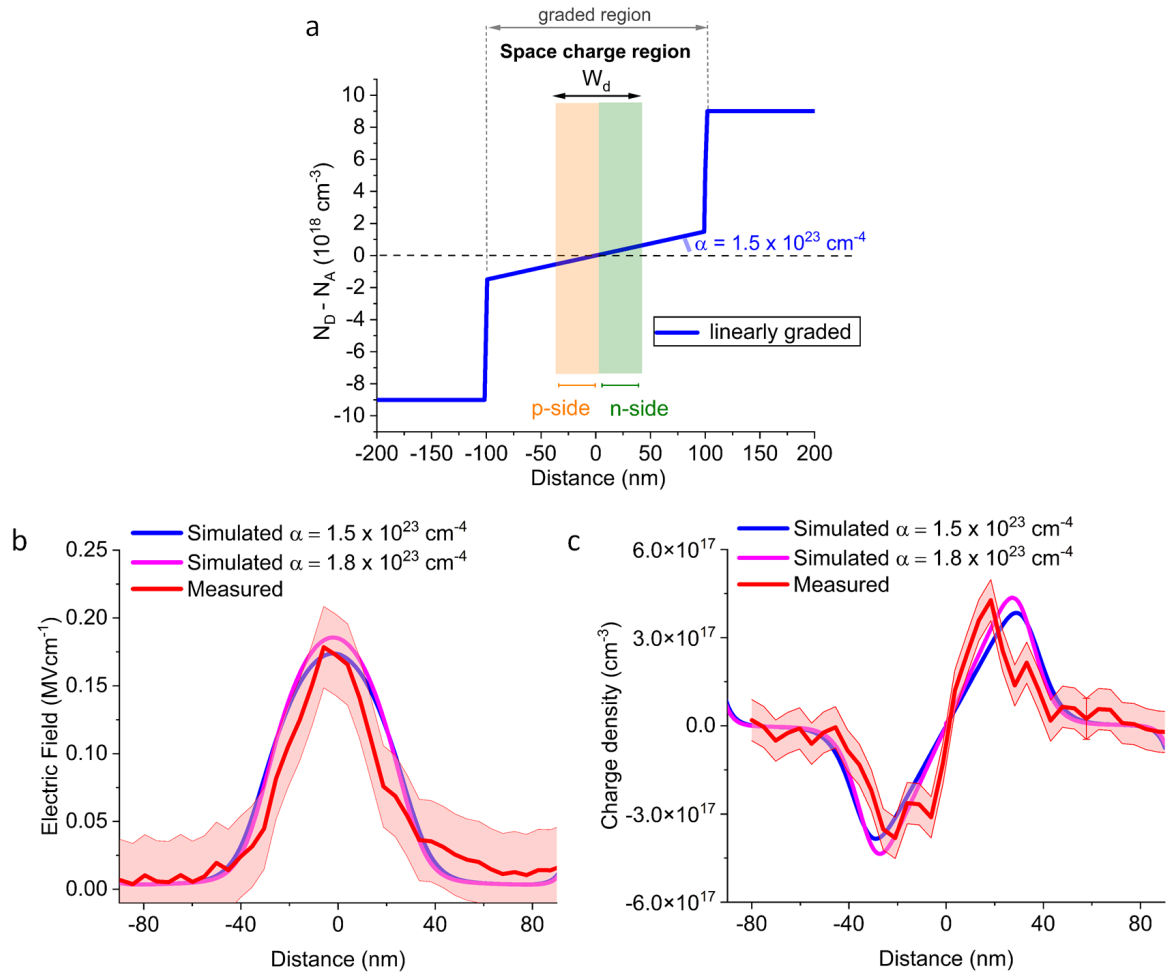 a
graded region
Space charge region
W_d
10
8
6
4
2
0
-2
-4
-6
-8
-10
N_D - N_A (10^18 cm^-3)
α = 1.5 x 10^23 cm^-4
linearly graded
p-side
n-side
-200 -150 -100 -50 0 50 100 150 200
Distance (nm)
b
Simulated α = 1.5 x 10^23 cm^-4
Simulated α = 1.8 x 10^23 cm^-4
Measured
0.25
0.20
0.15
0.10
0.05
0.00
Electric Field (MVcm^-1)
-80 -40 0 40 80
Distance (nm)
c
Simulated α = 1.5 x 10^23 cm^-4
Simulated α = 1.8 x 10^23 cm^-4
Measured
6.0×10^17
3.0×10^17
0.0
-3.0×10^17
-6.0×10^17
Charge density (cm^-3)
-80 -40 0 40 80
Distance (nm)